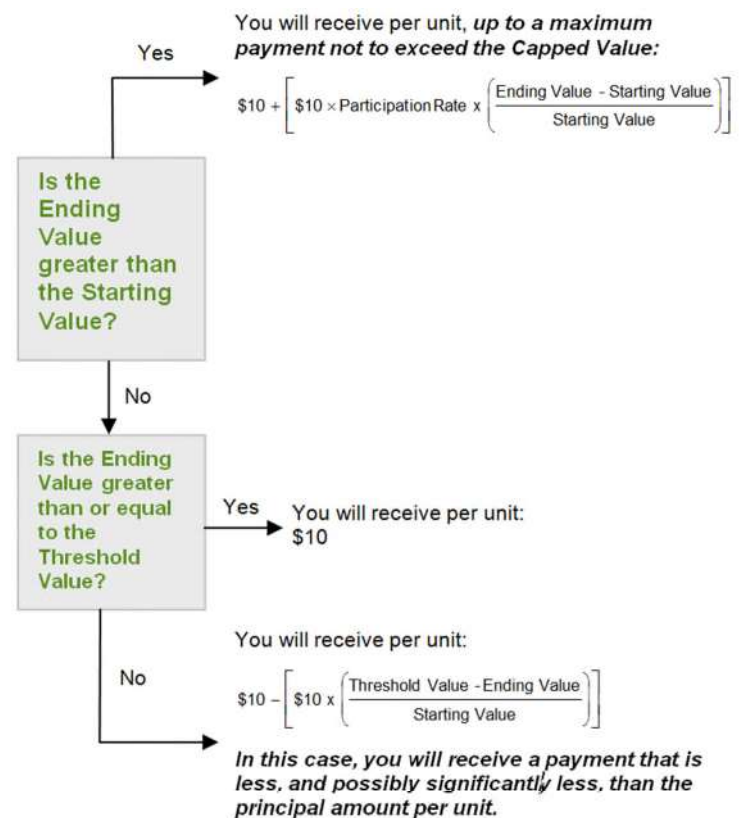 You will receive per unit, up to a maximum
payment not to exceed the Capped Value:
Yes
$10 + [ $10 × Participation Rate x ( Ending Value - Starting Value / Starting Value ) ]
Is the
Ending
Value
greater than
the Starting
Value?
No
Is the Ending
Value greater
than or equal
to the
Threshold
Value?
Yes
You will receive per unit:
$10
You will receive per unit:
No
$10 – [ $10 x ( Threshold Value - Ending Value / Starting Value ) ]
In this case, you will receive a payment that is
less, and possibly significantly less, than the
principal amount per unit.